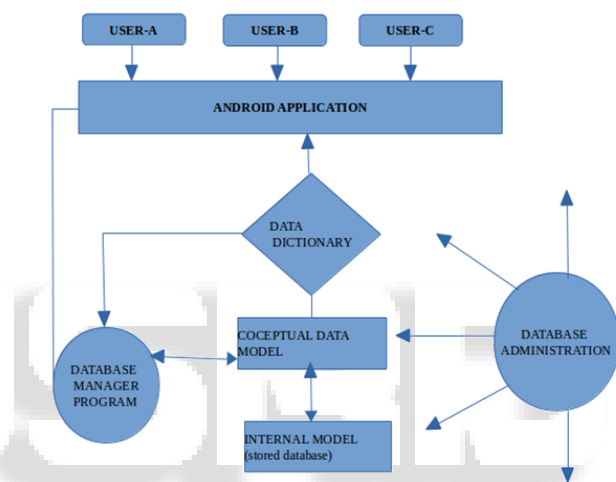 USER-A
USER-B
USER-C
ANDROID APPLICATION
DATA
DICTIONARY
COCEPTUAL DATA
MODEL
DATABASE
ADMINISTRATION
DATABASE
MANAGER
PROGRAM
INTERNAL MODEL
(stored database)